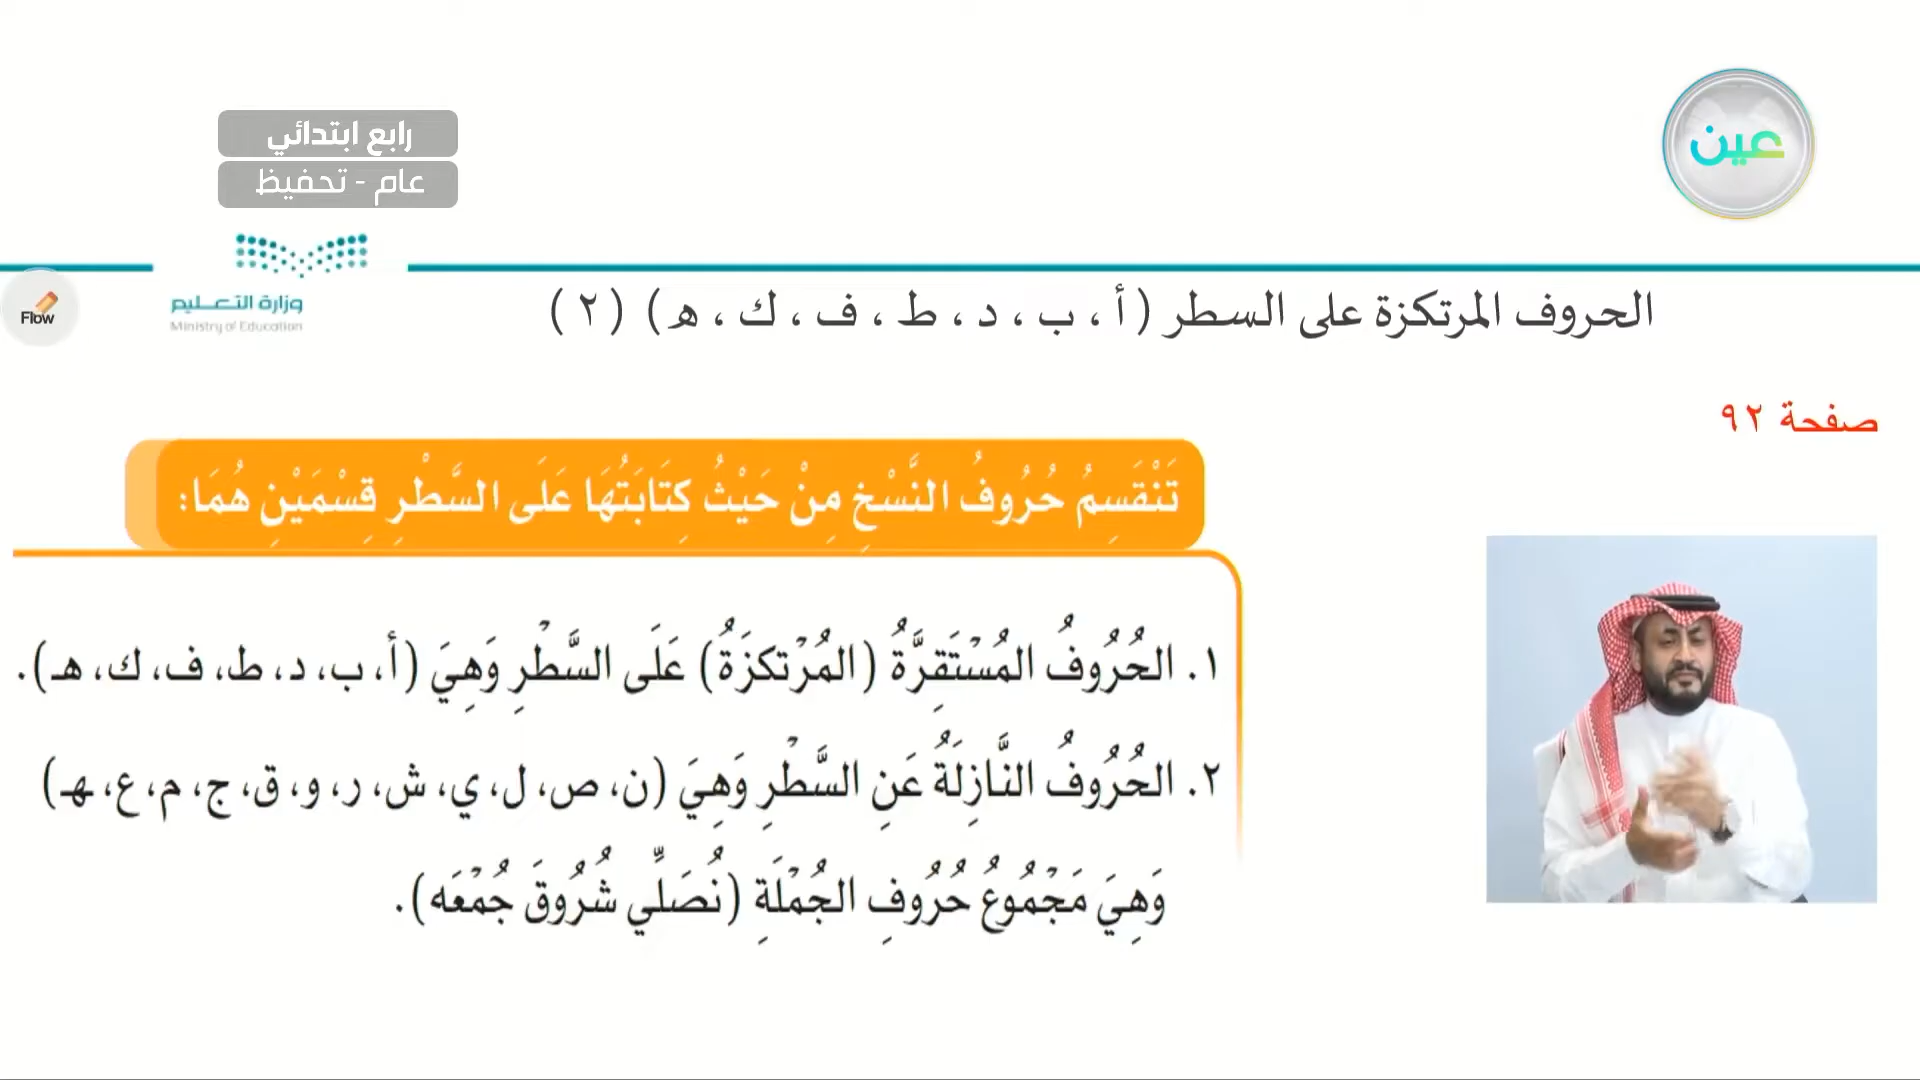 رابع ابتدائي
عام - تحفيظ
عين
وزارة التعليم
Ministry of Education
Flow
الحروف المرتكزة على السطر (أ، ب، د، ط، ف، ك، ه) (٢)
صفحة ٩٢
تَنْقَسِمُ حُرُوفُ النَّسْخِ مِنْ حَيْثُ كِتَابَتُهَا عَلَى السَّطْرِ قِسْمَيْنِ هُمَا:
١. الحُرُوفُ المُسْتَقِرَّةُ (المُرْتكزَةُ) عَلَى السَّطْرِ وَهِيَ (أ، ب، د، ط، ف، ك، هـ).
٢. الحُرُوفُ النَّازِلَةُ عَنِ السَّطْرِ وَهِيَ (ن، ص، ل، ي، ش، ر، و، ق، ج، م، ع، ـهـ)
وَهِيَ مَجْمُوعُ حُرُوفِ الجُمْلَةِ (نُصَلِّي شُرُوقَ جُمْعَه).